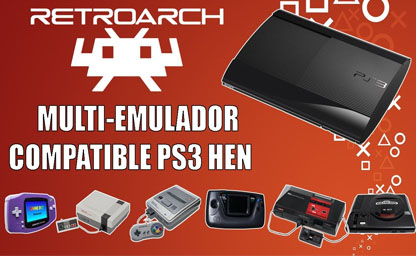 RETROARCH
PS3
MULTI-EMULADOR
COMPATIBLE PS3 HEN